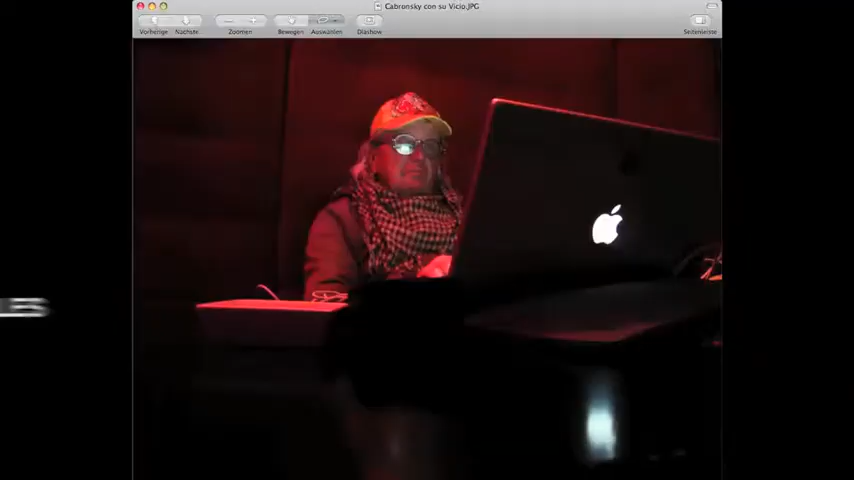 Cabronsky con su Vicio.JPG
Vorherige Nächste Zoomen Bewegen Auswählen Diashow Seitenleiste